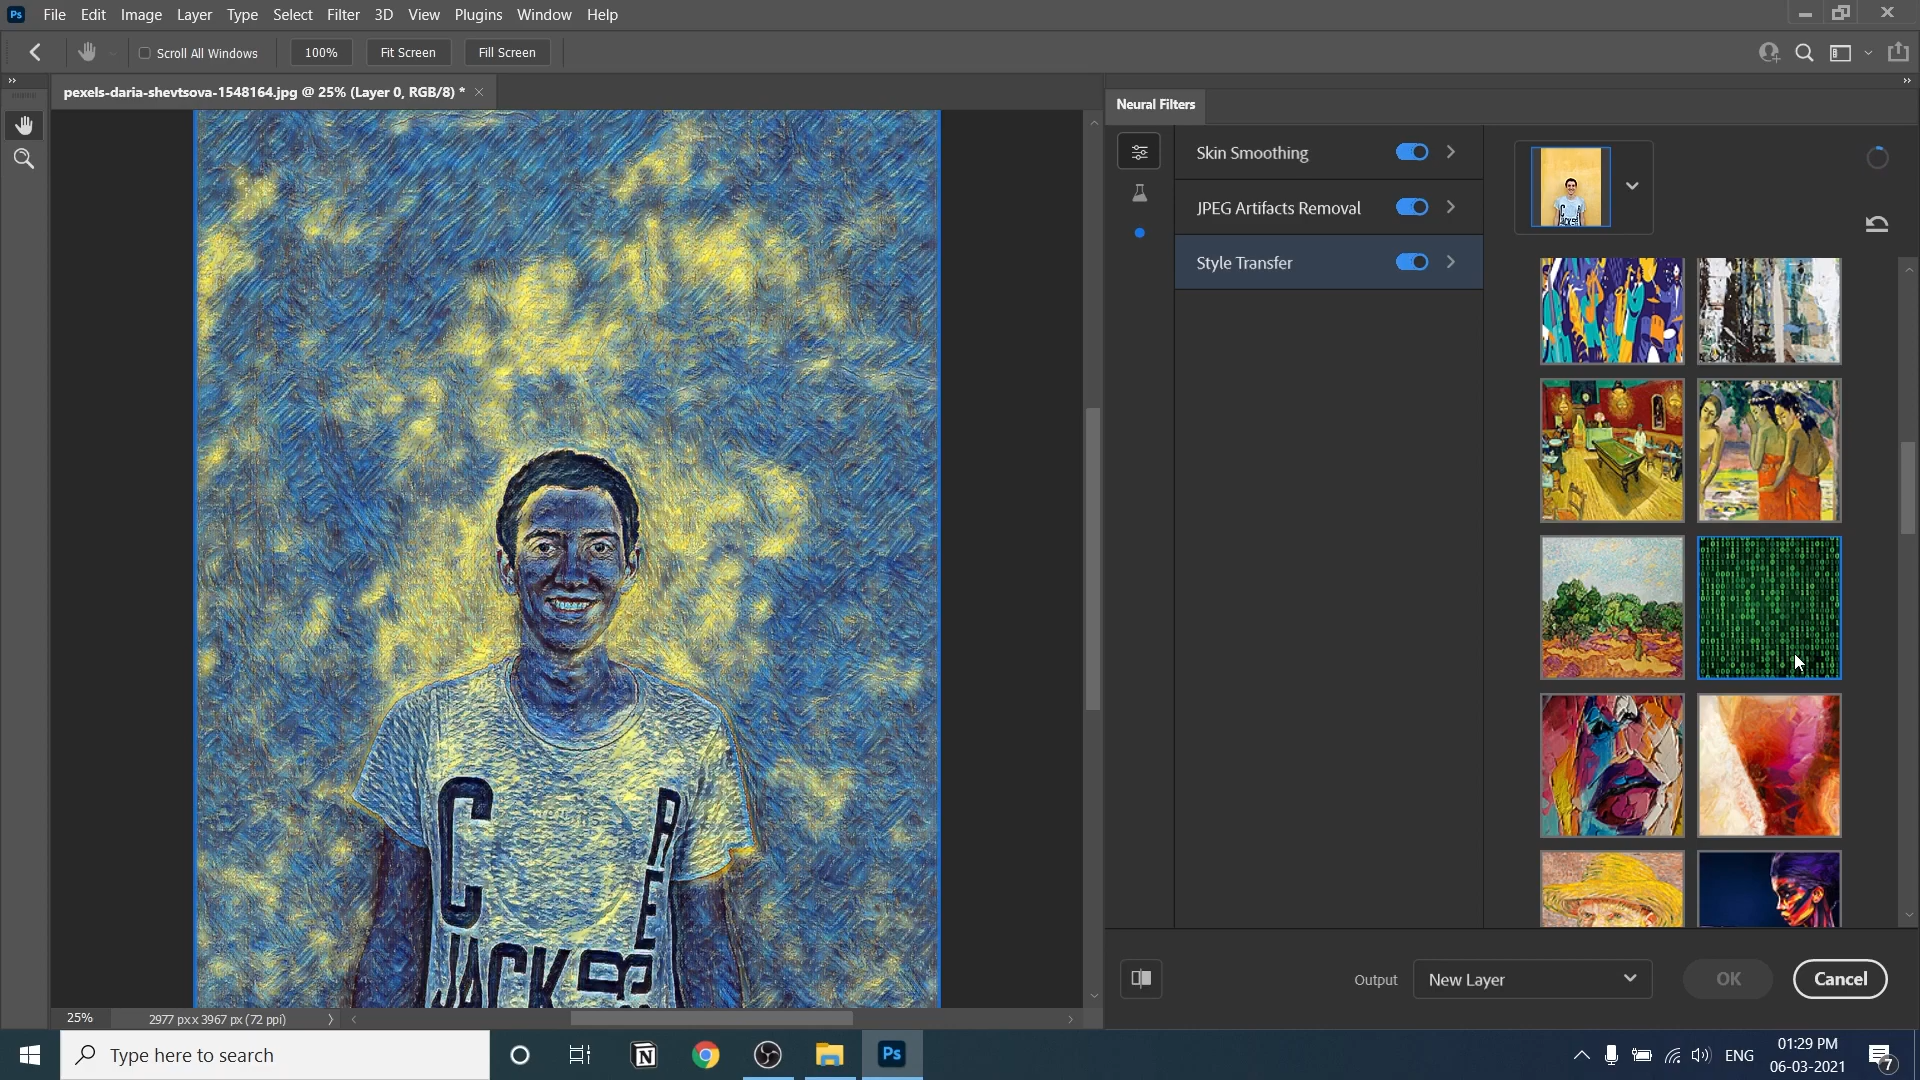 Ps File Edit Image Layer Type Select Filter 3D View Plugins Window Help
Scroll All Windows 100% Fit Screen Fill Screen
pexels-daria-shevtsova-1548164.jpg @ 25% (Layer 0, RGB/8) *
Neural Filters
Skin Smoothing
JPEG Artifacts Removal
Style Transfer
C
JACK
Output New Layer OK Cancel
25% 2977 px x 3967 px (72 ppi)
Type here to search
Ps
ENG
01:29 PM
06-03-2021
7